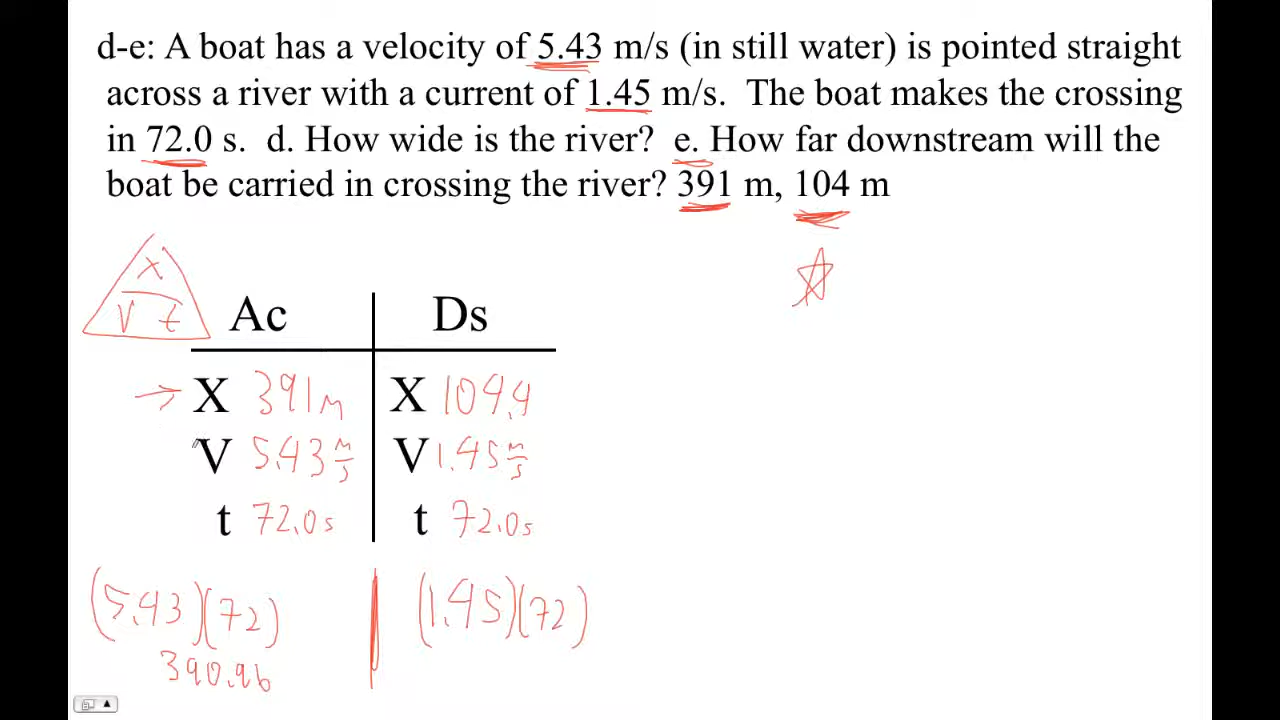 d-e: A boat has a velocity of 5.43 m/s (in still water) is pointed straight
across a river with a current of 1.45 m/s. The boat makes the crossing
in 72.0 s. d. How wide is the river? e. How far downstream will the
boat be carried in crossing the river? 391 m, 104 m
x
v t
Ac Ds
X 391m X 104.4
V 5.43 m/s V 1.45 m/s
t 72.0s t 72.0s
(5.43)(72) (1.45)(72)
390.96